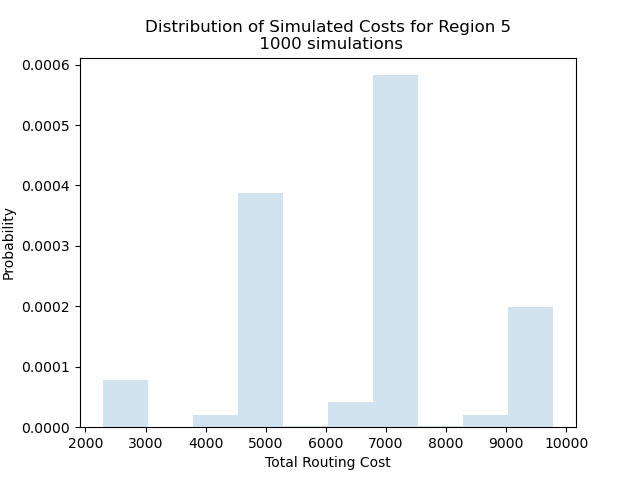 Distribution of Simulated Costs for Region 5
1000 simulations
0.0006
0.0005
0.0004
0.0003
0.0002
0.0001
0.0000
Probability
2000 3000 4000 5000 6000 7000 8000 9000 10000
Total Routing Cost